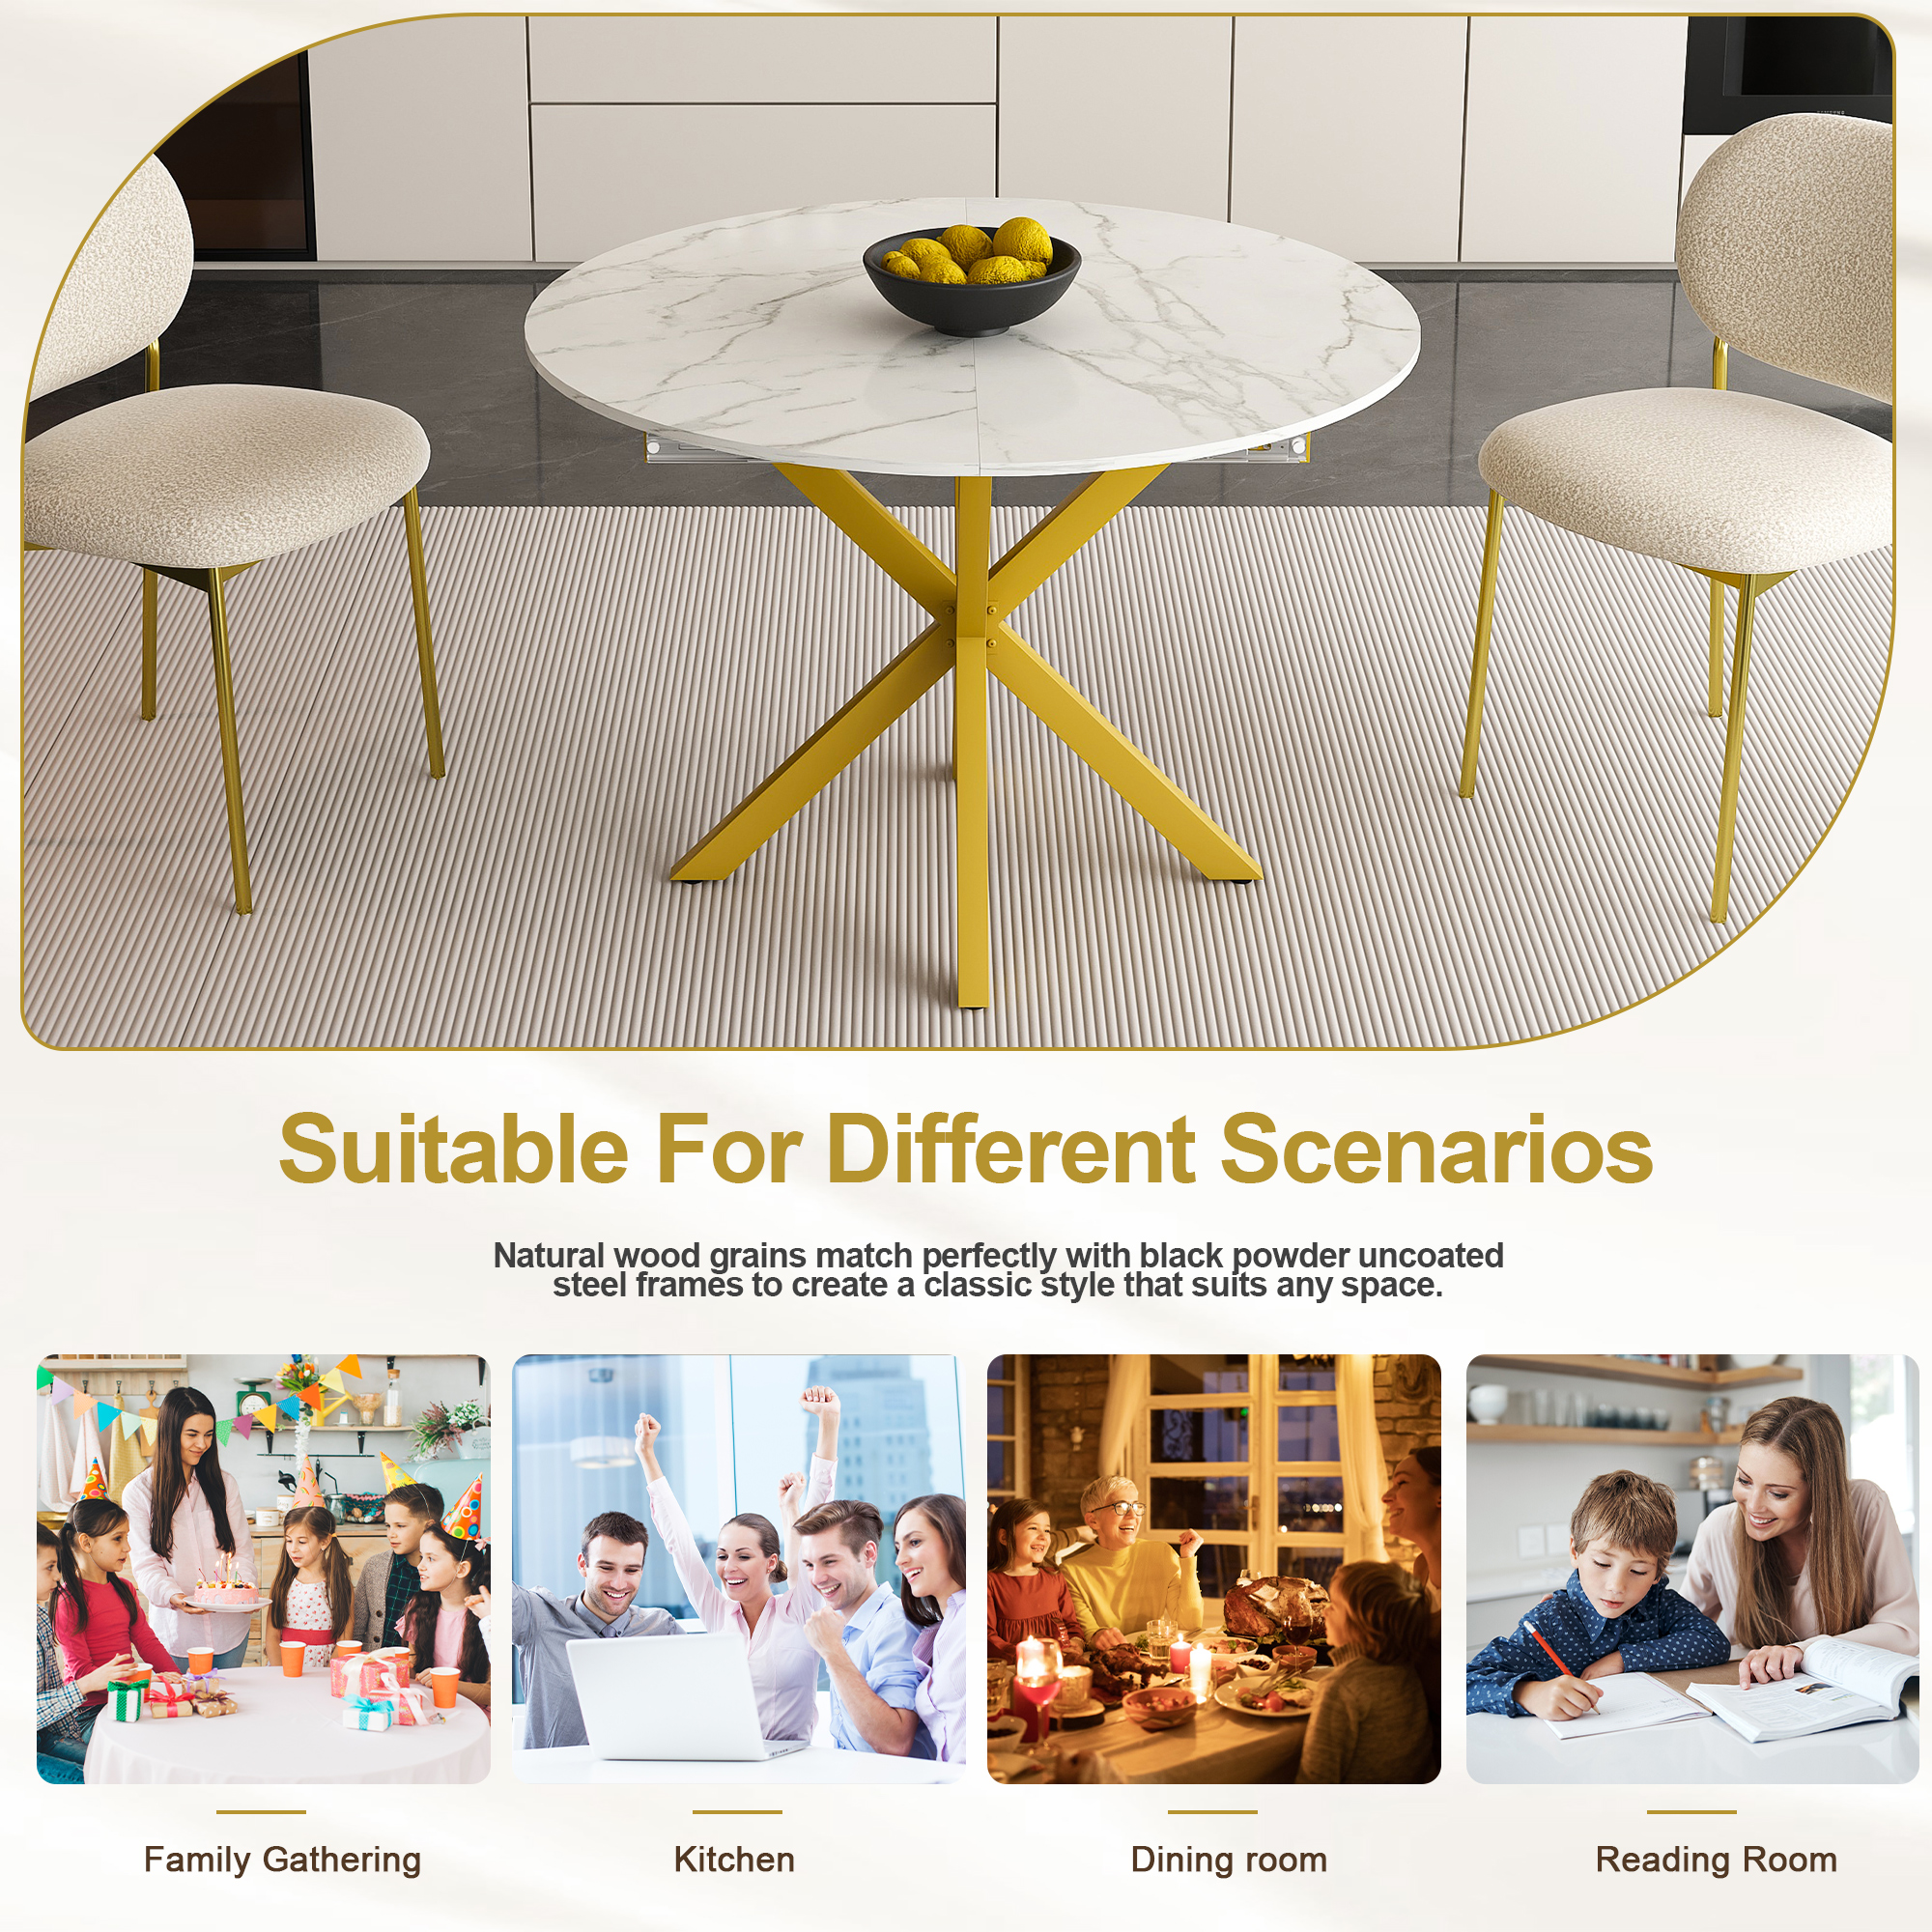 Suitable For Different Scenarios
Natural wood grains match perfectly with black powder uncoated
steel frames to create a classic style that suits any space.
Family Gathering
Kitchen
Dining room
Reading Room